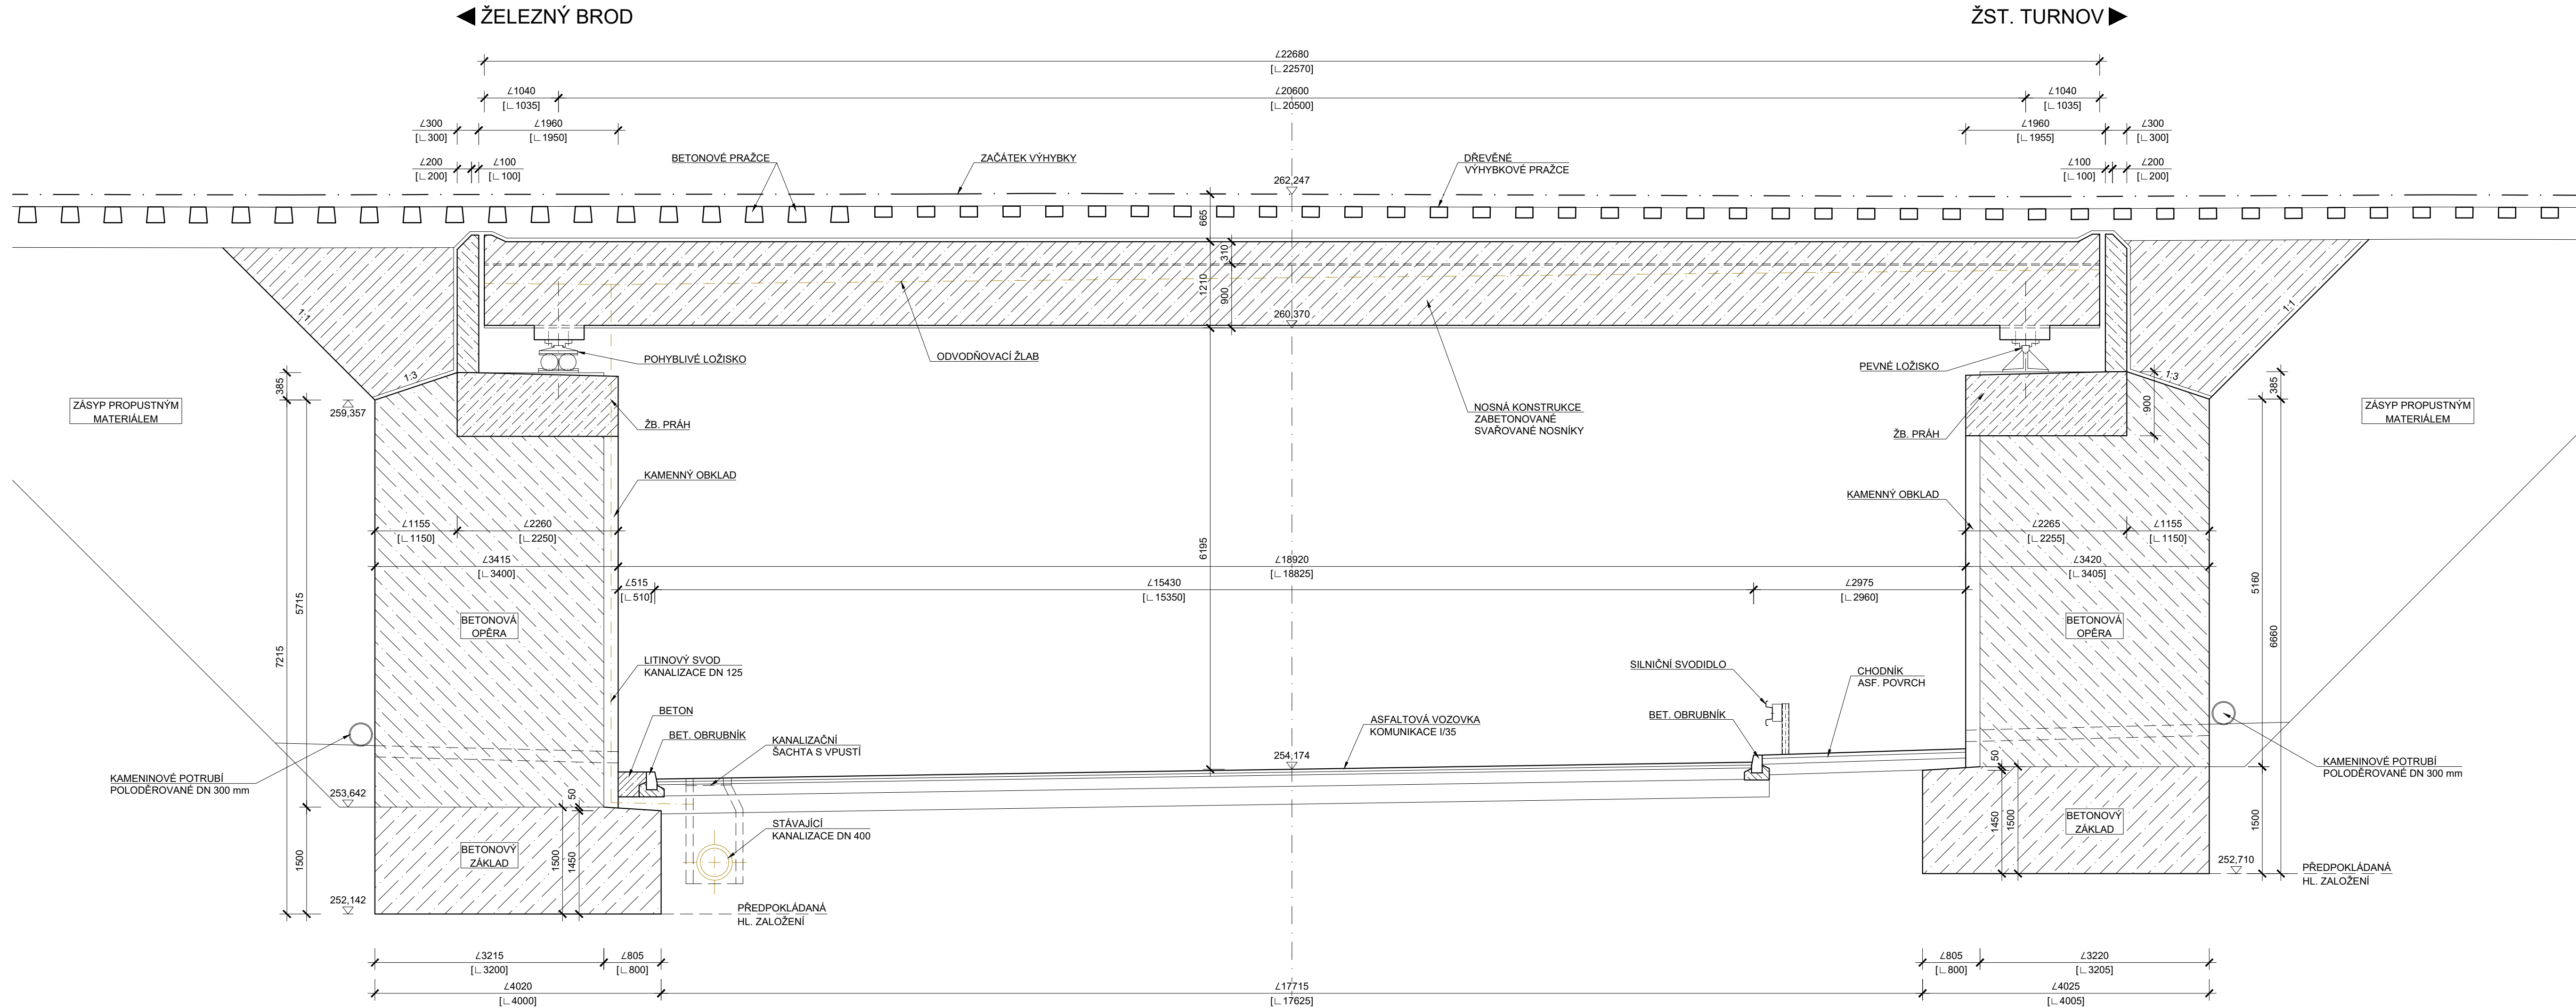 ŽELEZNÝ BROD
ŽST. TURNOV
∠22680
[∟22570]
∠1040
[∟1035]
∠20600
[∟20500]
∠1040
[∟1035]
∠300
[∟300]
∠1960
[∟1950]
∠1960
[∟1955]
∠300
[∟300]
∠200
[∟200]
∠100
[∟100]
BETONOVÉ PRAŽCE
ZAČÁTEK VÝHYBKY
DŘEVĚNÉ
VÝHYBKOVÉ PRAŽCE
∠100
[∟100]
∠200
[∟200]
262,247
665
310
1210
900
1:1
1:1
260,370
POHYBLIVÉ LOŽISKO
ODVODŇOVACÍ ŽLAB
PEVNÉ LOŽISKO
1:3
1:3
385
385
259,357
900
ZÁSYP PROPUSTNÝM
MATERIÁLEM
NOSNÁ KONSTRUKCE
ZABETONOVANÉ
SVAŘOVANÉ NOSNÍKY
ZÁSYP PROPUSTNÝM
MATERIÁLEM
ŽB. PRÁH
ŽB. PRÁH
KAMENNÝ OBKLAD
KAMENNÝ OBKLAD
∠1155
[∟1150]
∠2260
[∟2250]
∠2265
[∟2255]
∠1155
[∟1150]
6195
∠3415
[∟3400]
∠18920
[∟18825]
∠3420
[∟3405]
∠515
[∟510]
∠15430
[∟15350]
∠2975
[∟2960]
5715
5160
7215
6660
BETONOVÁ
OPĚRA
BETONOVÁ
OPĚRA
LITINOVÝ SVOD
KANALIZACE DN 125
SILNIČNÍ SVODIDLO
CHODNÍK
ASF. POVRCH
BETON
BET. OBRUBNÍK
KANALIZAČNÍ
ŠACHTA S VPUSTÍ
ASFALTOVÁ VOZOVKA
KOMUNIKACE I/35
BET. OBRUBNÍK
254,174
KAMENINOVÉ POTRUBÍ
POLODĚROVANÉ DN 300 mm
KAMENINOVÉ POTRUBÍ
POLODĚROVANÉ DN 300 mm
253,642
50
50
STÁVAJÍCÍ
KANALIZACE DN 400
BETONOVÝ
ZÁKLAD
BETONOVÝ
ZÁKLAD
1500
1500
1450
1450
1500
1500
252,142
252,710
PŘEDPOKLÁDANÁ
HL. ZALOŽENÍ
PŘEDPOKLÁDANÁ
HL. ZALOŽENÍ
∠3215
[∟3200]
∠805
[∟800]
∠805
[∟800]
∠3220
[∟3205]
∠4020
[∟4000]
∠17715
[∟17625]
∠4025
[∟4005]